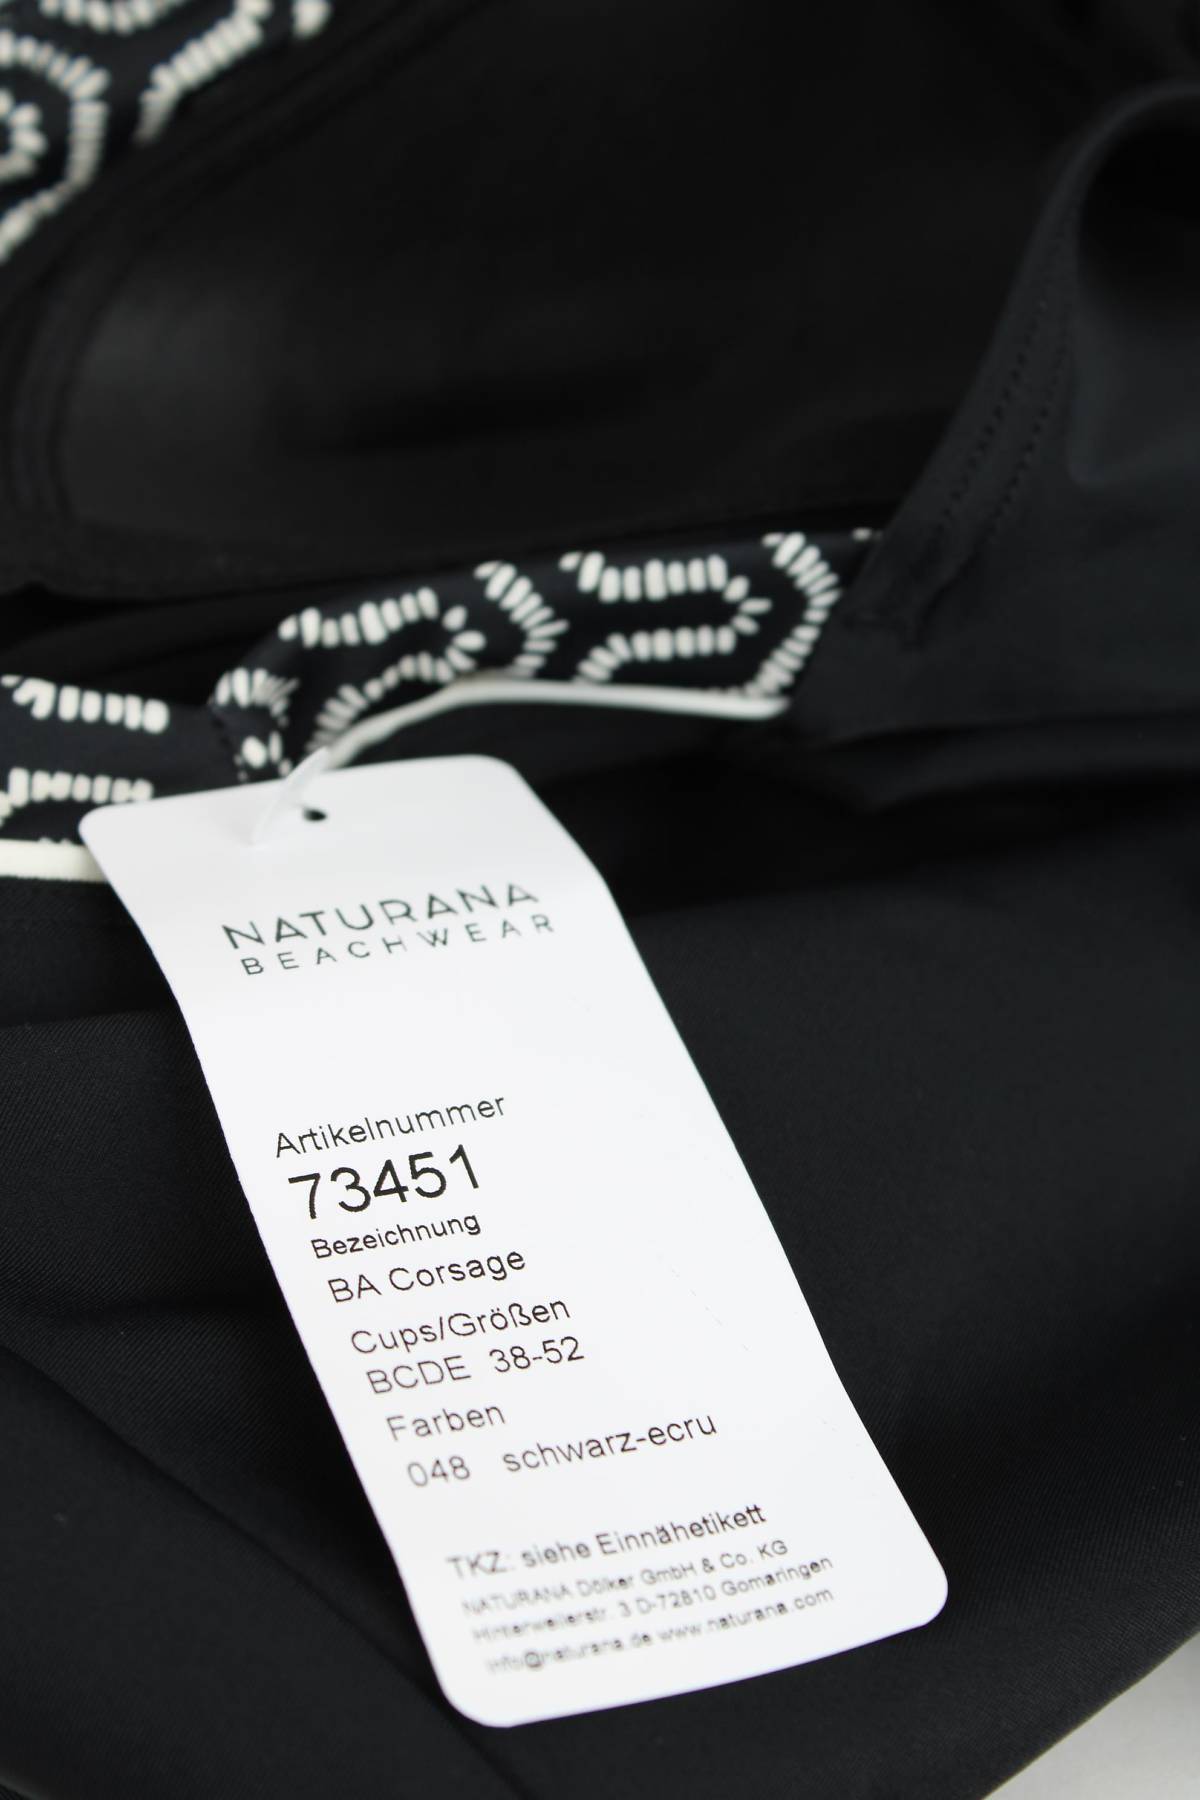 NATURANA
BEACHWEAR
Artikelnummer
73451
Bezeichnung
BA Corsage
Cups/Größen
BCDE 38-52
Farben
048 schwarz-ecru
TKZ: siehe Einnähetikett
NATURANA Dölker GmbH & Co. KG
Hinterweilerstr. 3 D-72810 Gomaringen
info@naturana.de www.naturana.com